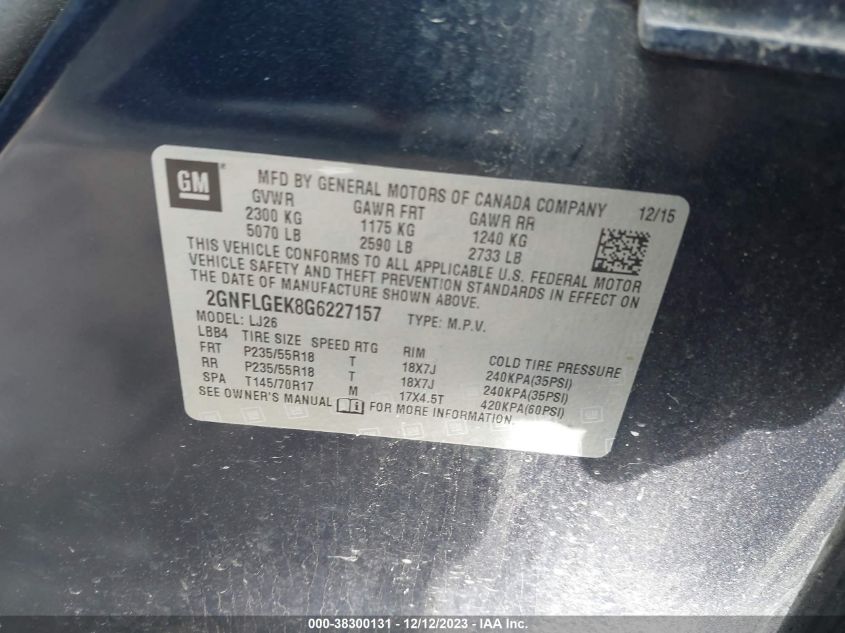 GM MFD BY GENERAL MOTORS OF CANADA COMPANY 12/15
GVWR GAWR FRT GAWR RR
2300 KG 1175 KG 1240 KG
5070 LB 2590 LB 2733 LB
THIS VEHICLE CONFORMS TO ALL APPLICABLE U.S. FEDERAL MOTOR
VEHICLE SAFETY AND THEFT PREVENTION STANDARDS IN EFFECT ON
THE DATE OF MANUFACTURE SHOWN ABOVE.
2GNFLGEK8G6227157 TYPE: M.P.V.
MODEL: LJ26
LBB4 TIRE SIZE SPEED RTG RIM COLD TIRE PRESSURE
FRT P235/55R18 T 18X7J 240KPA(35PSI)
RR P235/55R18 T 18X7J 240KPA(35PSI)
SPA T145/70R17 M 17X4.5T 420KPA(60PSI)
SEE OWNER'S MANUAL FOR MORE INFORMATION.
000-38300131 - 12/12/2023 - IAA Inc.